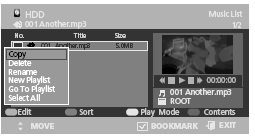 HDD
Music List
001 Another.mp3
1/2
No. Title Size
001 Another.mp3 5.0MB
Copy
Delete
Rename
New Playlist
Go To Playlist
Select All
00:00:00
001 Another.mp3
ROOT
Edit Sort Play Mode Contents
MOVE BOOKMARK EXIT